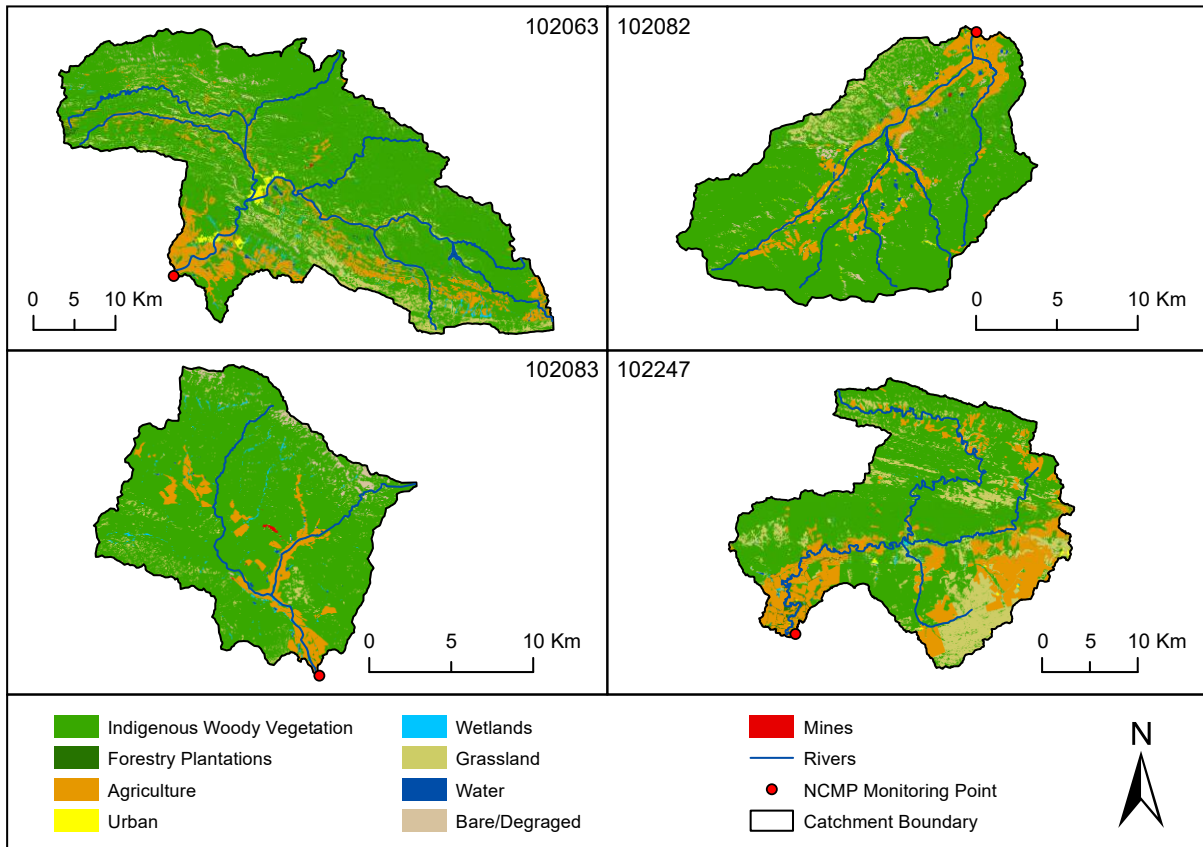 102063
102082
0 5 10 Km
0 5 10 Km
102083
102247
0 5 10 Km
0 5 10 Km
Indigenous Woody Vegetation
Forestry Plantations
Agriculture
Urban
Wetlands
Grassland
Water
Bare/Degraged
Mines
Rivers
NCMP Monitoring Point
Catchment Boundary
N